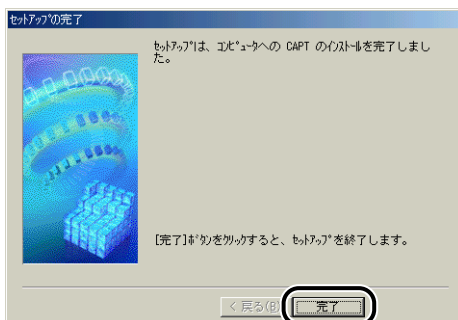 ｾｯﾄｱｯﾌﾟの完了
ｾｯﾄｱｯﾌﾟは、ｺﾝﾋﾟｭｰﾀへの CAPT のｲﾝｽﾄｰﾙを完了しまし
た。
[完了]ﾎﾞﾀﾝをｸﾘｯｸすると、ｾｯﾄｱｯﾌﾟを終了します。
< 戻る(B)
完了